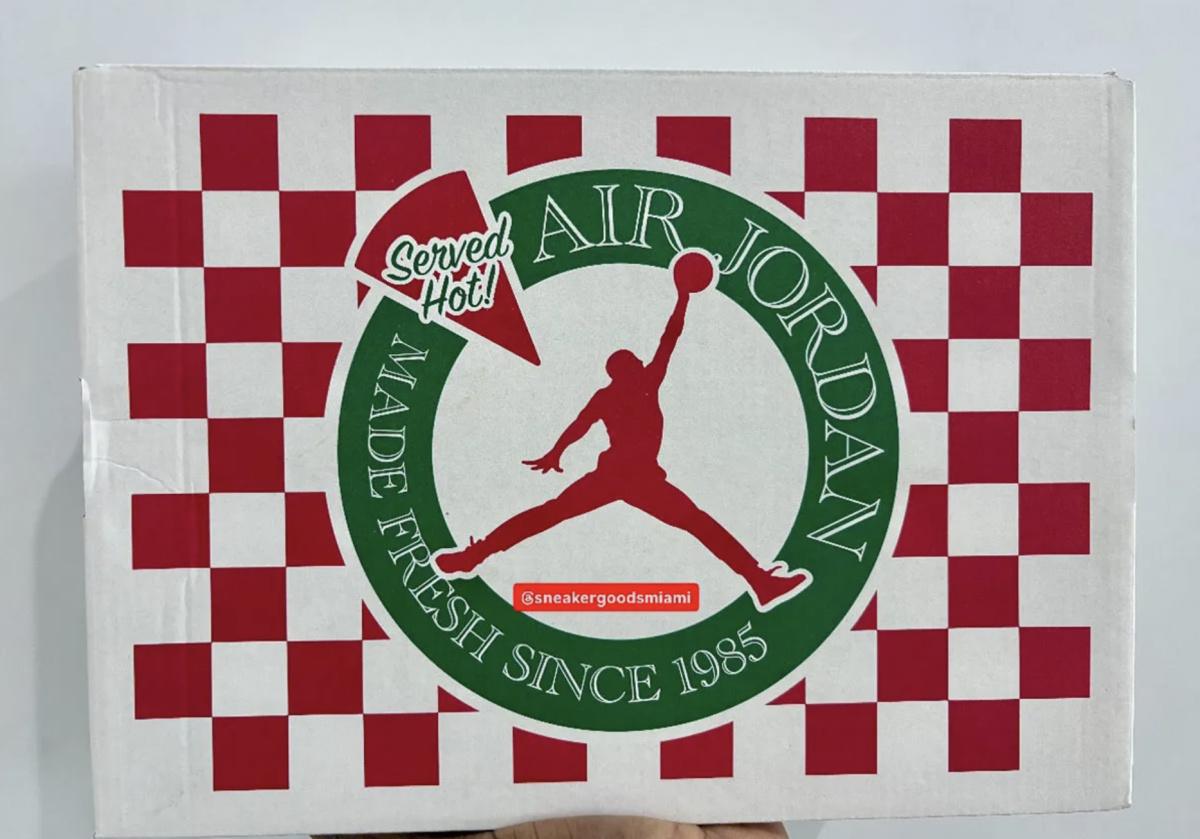 Served
Hot!
AIR JORDAN
MADE FRESH SINCE 1985
@sneakergoodsmiami